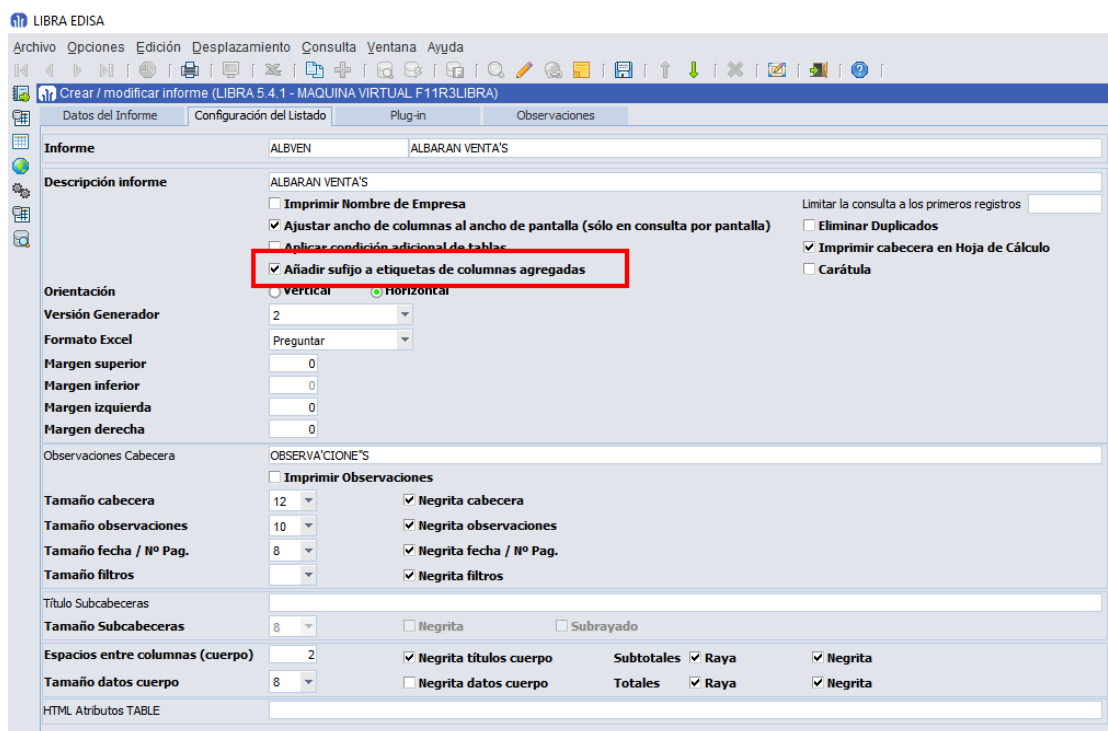 LIBRA EDISA
Archivo Opciones Edición Desplazamiento Consulta Ventana Ayuda
Crear / modificar informe (LIBRA 5.4.1 - MAQUINA VIRTUAL F11R3LIBRA)
Datos del Informe Configuración del Listado Plug-in Observaciones
Informe ALBVEN ALBARAN VENTA'S
Descripción informe ALBARAN VENTA'S
Imprimir Nombre de Empresa Limitar la consulta a los primeros registros
Ajustar ancho de columnas al ancho de pantalla (sólo en consulta por pantalla) Eliminar Duplicados
Aplicar condición adicional de tablas Imprimir cabecera en Hoja de Cálculo
Añadir sufijo a etiquetas de columnas agregadas Carátula
Orientación Vertical Horizontal
Versión Generador 2
Formato Excel Preguntar
Margen superior 0
Margen inferior 0
Margen izquierda 0
Margen derecha 0
Observaciones Cabecera OBSERVA'CIONE"S
Imprimir Observaciones
Tamaño cabecera 12 Negrita cabecera
Tamaño observaciones 10 Negrita observaciones
Tamaño fecha / Nº Pag. 8 Negrita fecha / Nº Pag.
Tamaño filtros Negrita filtros
Título Subcabeceras
Tamaño Subcabeceras 8 Negrita Subrayado
Espacios entre columnas (cuerpo) 2 Negrita títulos cuerpo Subtotales Raya Negrita
Tamaño datos cuerpo 8 Negrita datos cuerpo Totales Raya Negrita
HTML Atributos TABLE